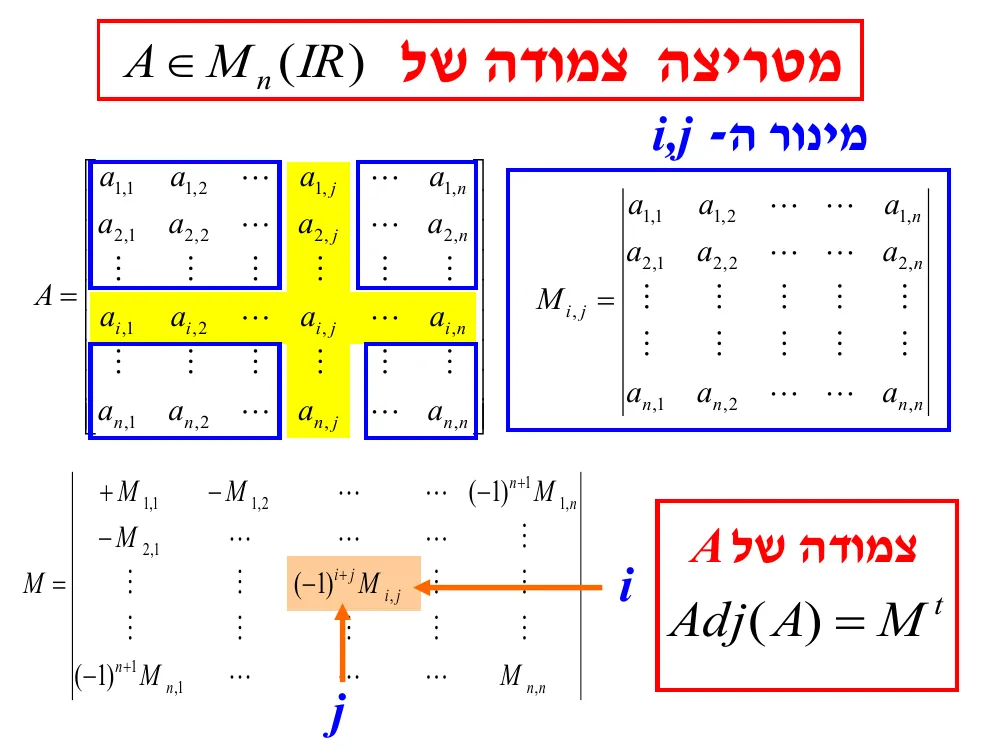 מטריצה צמודה של A ∈ M_n(IR)
מינור ה- i,j
A = [
a_{1,1} a_{1,2} ⋯ a_{1,j} ⋯ a_{1,n}
a_{2,1} a_{2,2} ⋯ a_{2,j} ⋯ a_{2,n}
⋮ ⋮ ⋮ ⋮ ⋮ ⋮
a_{i,1} a_{i,2} ⋯ a_{i,j} ⋯ a_{i,n}
⋮ ⋮ ⋮ ⋮ ⋮ ⋮
a_{n,1} a_{n,2} ⋯ a_{n,j} ⋯ a_{n,n}
]
M_{i,j} = |
a_{1,1} a_{1,2} ⋯ ⋯ a_{1,n}
a_{2,1} a_{2,2} ⋯ ⋯ a_{2,n}
⋮ ⋮ ⋮ ⋮ ⋮
⋮ ⋮ ⋮ ⋮ ⋮
a_{n,1} a_{n,2} ⋯ ⋯ a_{n,n}
|
M = |
+M_{1,1} −M_{1,2} ⋯ ⋯ (−1)^{n+1} M_{1,n}
−M_{2,1} ⋯ ⋯ ⋯ ⋮
⋮ ⋮ (−1)^{i+j} M_{i,j} ⋮ ⋮
⋮ ⋮ ⋮ ⋮ ⋮
(−1)^{n+1} M_{n,1} ⋯ ⋯ ⋯ M_{n,n}
|
i
j
צמודה של A
Adj(A) = M^t